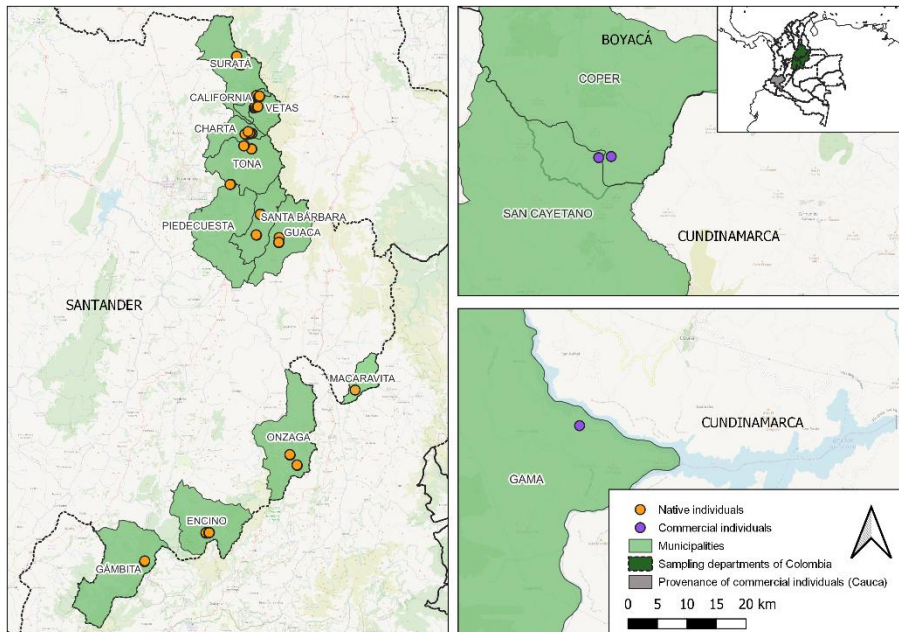 SURATÁ
CALIFORNIA
VETAS
CHARTA
TONA
SANTA BÁRBARA
PIEDECUESTA
GUACA
SANTANDER
MACARAVITA
ONZAGA
ENCINO
GÁMBITA
BOYACÁ
COPER
SAN CAYETANO
CUNDINAMARCA
CUNDINAMARCA
GAMA
Native individuals
Commercial individuals
Municipalities
Sampling departments of Colombia
Provenance of commercial individuals (Cauca)
0 5 10 15 20 km